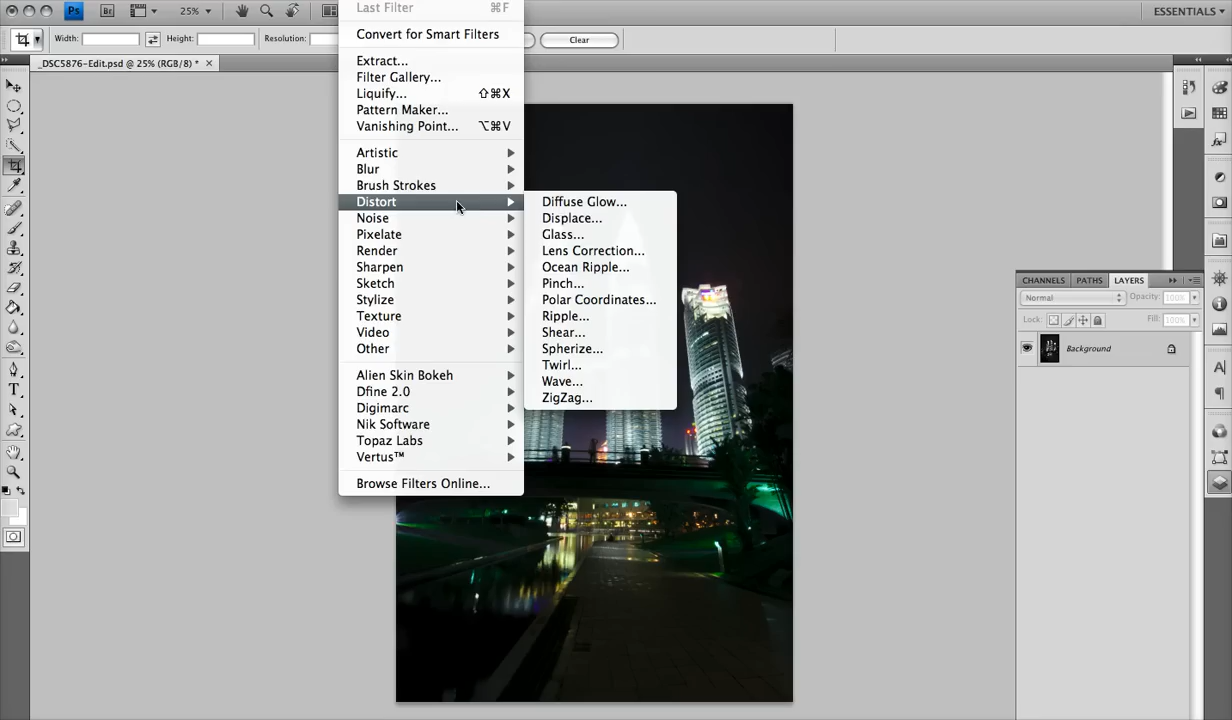 Last Filter ⌘F
Ps
Br
25%
ESSENTIALS
Convert for Smart Filters
Width:
Height:
Resolution:
Clear
_DSC5876-Edit.psd @ 25% (RGB/8) *
Extract...
Filter Gallery...
Liquify... ⇧⌘X
Pattern Maker...
Vanishing Point... ⌥⌘V
Artistic
Blur
Brush Strokes
Distort
Noise
Pixelate
Render
Sharpen
Sketch
Stylize
Texture
Video
Other
Alien Skin Bokeh
Dfine 2.0
Digimarc
Nik Software
Topaz Labs
Vertus™
Browse Filters Online...
Diffuse Glow...
Displace...
Glass...
Lens Correction...
Ocean Ripple...
Pinch...
Polar Coordinates...
Ripple...
Shear...
Spherize...
Twirl...
Wave...
ZigZag...
CHANNELS PATHS LAYERS
Normal Opacity: 100%
Lock: Fill: 100%
Background